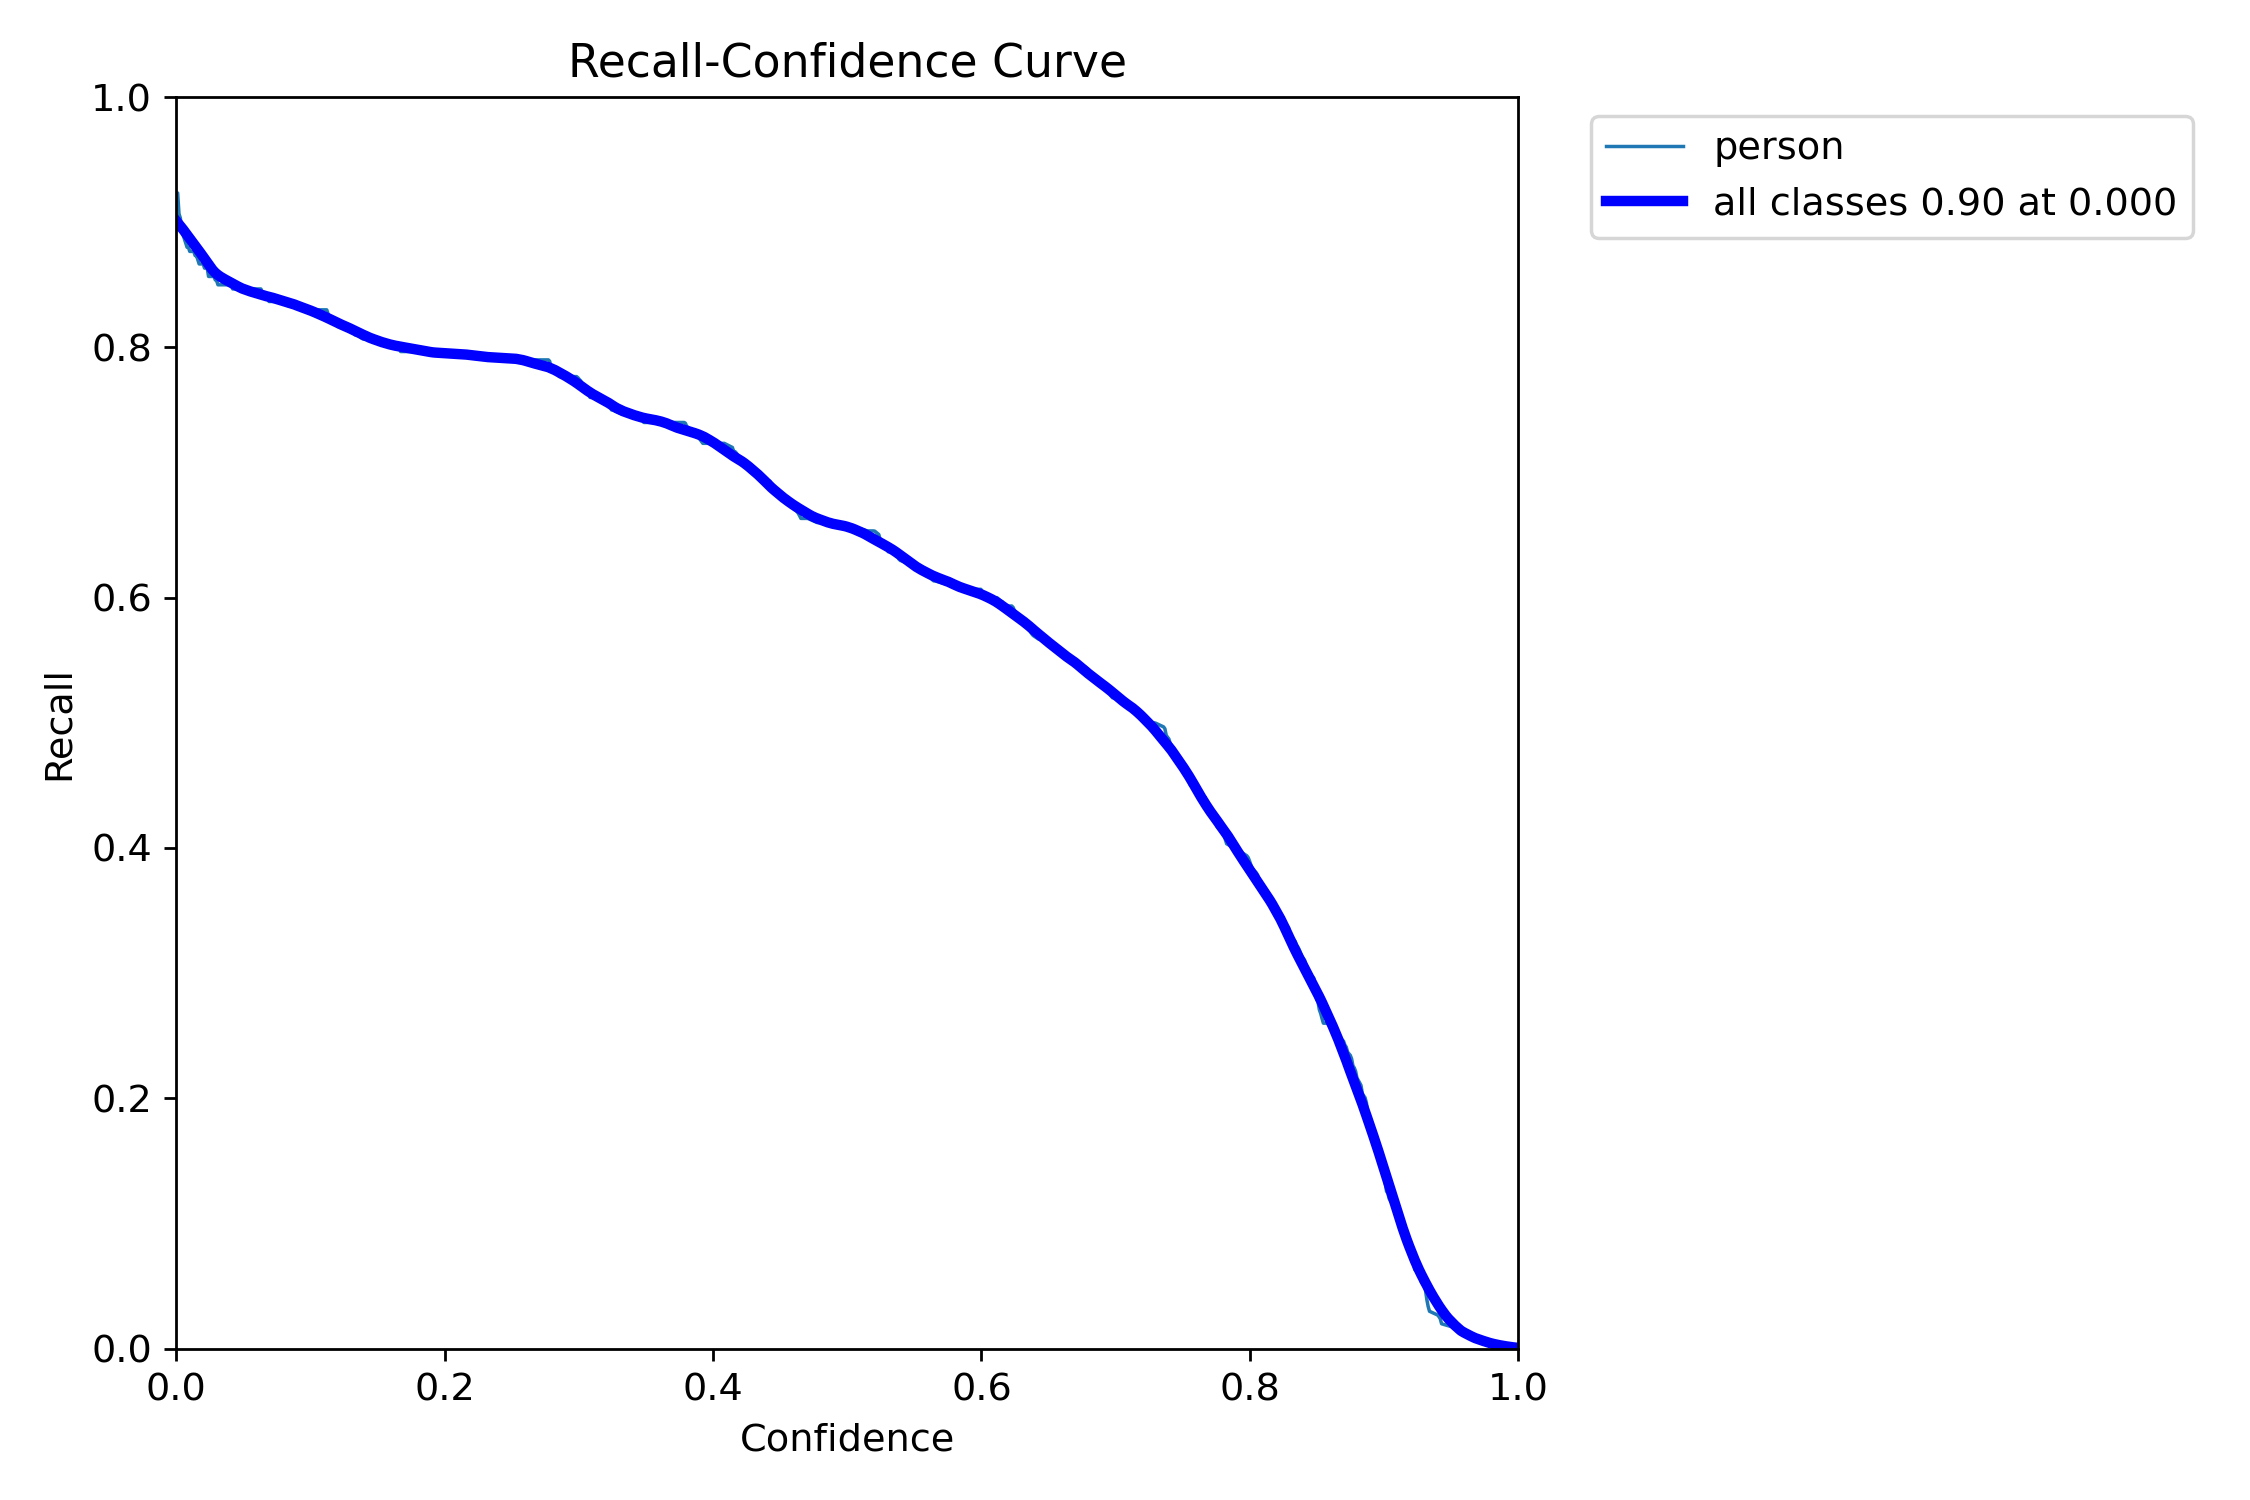 Recall-Confidence Curve
1.0
0.8
0.6
0.4
0.2
0.0
Recall
0.0 0.2 0.4 0.6 0.8 1.0
Confidence
person
all classes 0.90 at 0.000